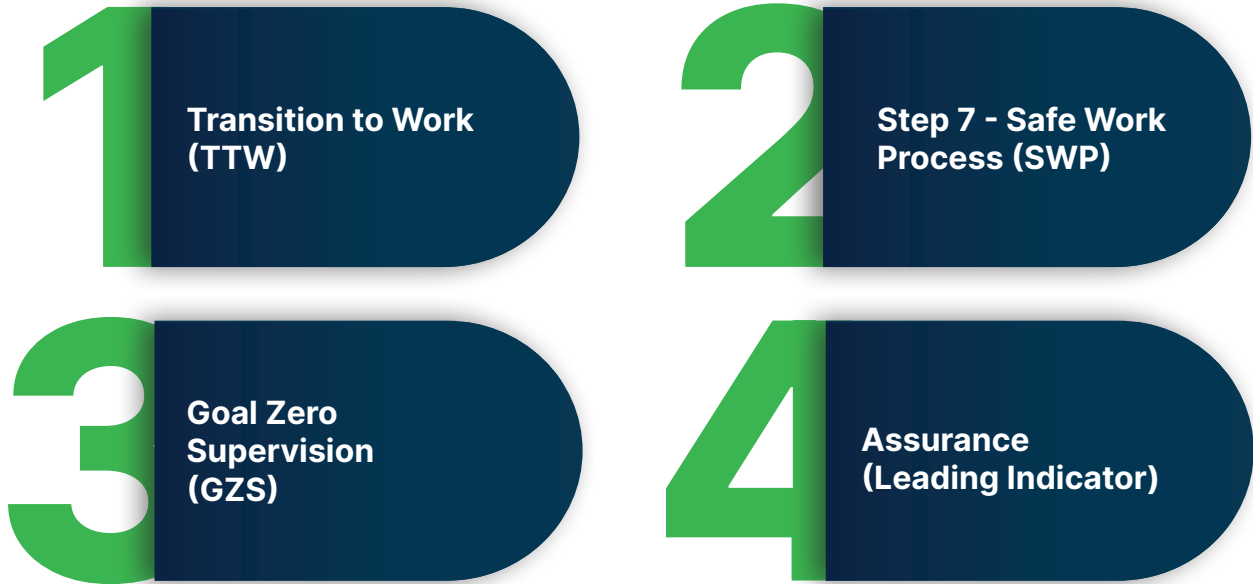 1
Transition to Work
(TTW)
2
Step 7 - Safe Work
Process (SWP)
3
Goal Zero
Supervision
(GZS)
4
Assurance
(Leading Indicator)